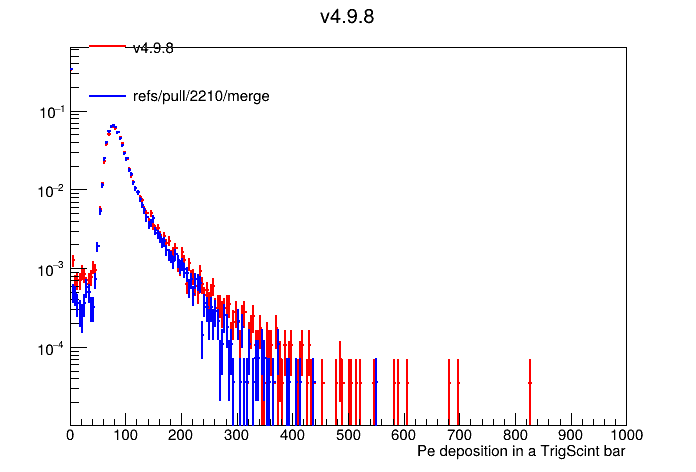 v4.9.8
v4.9.8
refs/pull/2210/merge
10⁻¹
10⁻²
10⁻³
10⁻⁴
0 100 200 300 400 500 600 700 800 900 1000
Pe deposition in a TrigScint bar